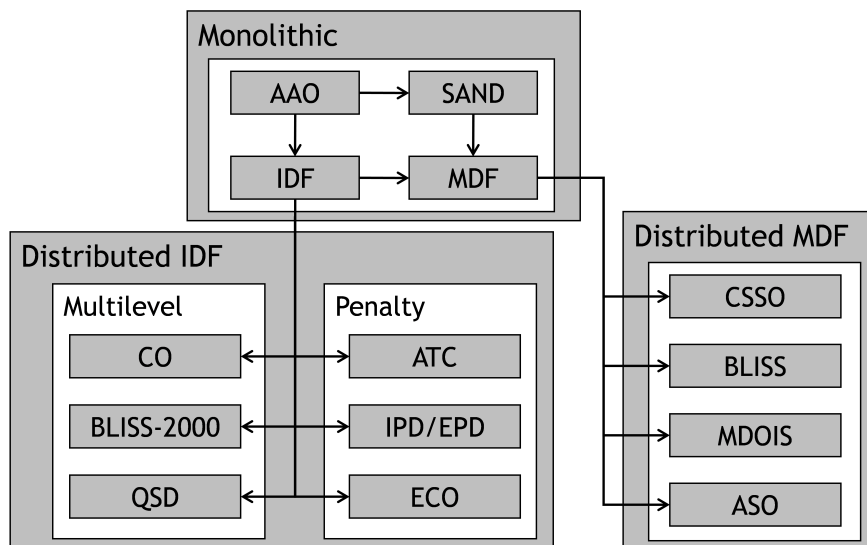 Monolithic
AAO
SAND
IDF
MDF
Distributed IDF
Multilevel
CO
BLISS-2000
QSD
Penalty
ATC
IPD/EPD
ECO
Distributed MDF
CSSO
BLISS
MDOIS
ASO